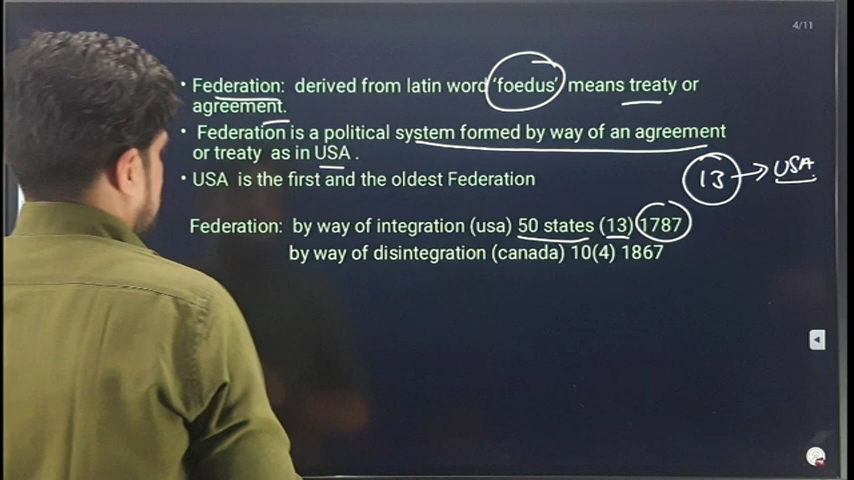 4/11
• Federation: derived from latin word 'foedus' means treaty or
agreement.
• Federation is a political system formed by way of an agreement
or treaty as in USA .
13 → USA
• USA is the first and the oldest Federation
Federation: by way of integration (usa) 50 states (13) 1787
by way of disintegration (canada) 10(4) 1867